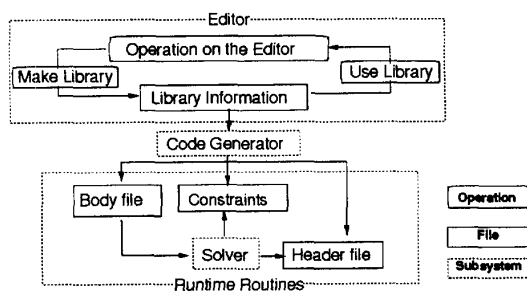 Editor
Operation on the Editor
Make Library
Use Library
Library Information
Code Generator
Body file
Constraints
Operation
File
Solver
Header file
Subsystem
Runtime Routines